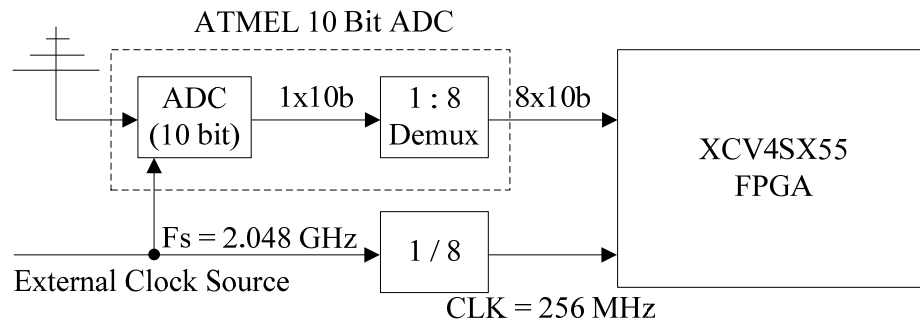 ATMEL 10 Bit ADC
ADC
(10 bit)
1x10b
1 : 8
Demux
8x10b
XCV4SX55
FPGA
Fs = 2.048 GHz
1 / 8
External Clock Source
CLK = 256 MHz